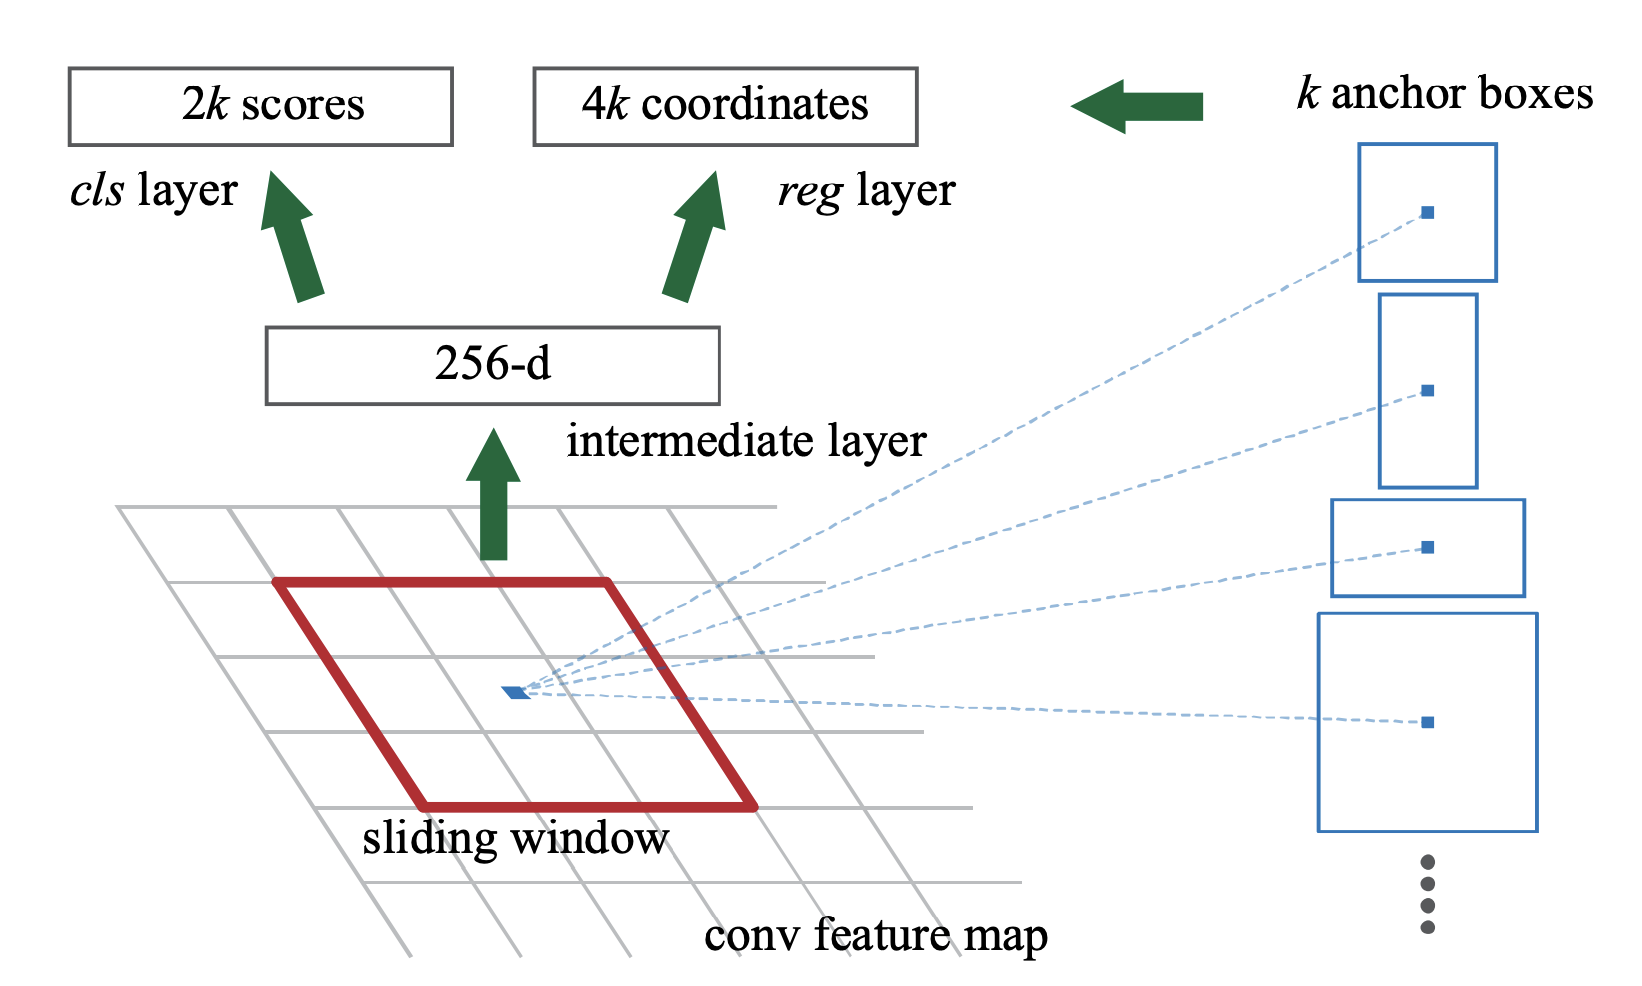 2k scores
4k coordinates
k anchor boxes
cls layer
reg layer
256-d
intermediate layer
sliding window
conv feature map